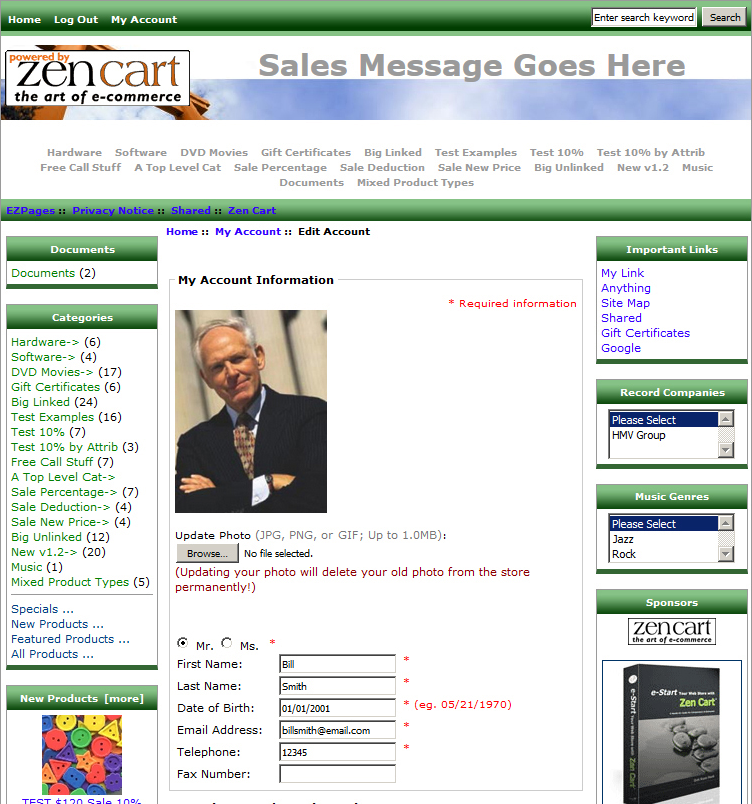 Home Log Out My Account Enter search keyword Search
powered by
zen cart
the art of e-commerce
Sales Message Goes Here
Hardware Software DVD Movies Gift Certificates Big Linked Test Examples Test 10% Test 10% by Attrib
Free Call Stuff A Top Level Cat Sale Percentage Sale Deduction Sale New Price Big Unlinked New v1.2 Music
Documents Mixed Product Types
EZPages :: Privacy Notice :: Shared :: Zen Cart
Documents
Documents (2)
Categories
Hardware-> (6)
Software-> (4)
DVD Movies-> (17)
Gift Certificates (6)
Big Linked (24)
Test Examples (16)
Test 10% (7)
Test 10% by Attrib (3)
Free Call Stuff (7)
A Top Level Cat->
Sale Percentage-> (7)
Sale Deduction-> (4)
Sale New Price-> (4)
Big Unlinked (12)
New v1.2-> (20)
Music (1)
Mixed Product Types (5)
Specials ...
New Products ...
Featured Products ...
All Products ...
New Products [more]
TEST $120 Sale 10%
Home :: My Account :: Edit Account
My Account Information
* Required information
Update Photo (JPG, PNG, or GIF; Up to 1.0MB):
Browse... No file selected.
(Updating your photo will delete your old photo from the store
permanently!)
Mr. Ms. *
First Name: Bill *
Last Name: Smith *
Date of Birth: 01/01/2001 * (eg. 05/21/1970)
Email Address: billsmith@email.com *
Telephone: 12345 *
Fax Number:
Important Links
My Link
Anything
Site Map
Shared
Gift Certificates
Google
Record Companies
Please Select
HMV Group
Music Genres
Please Select
Jazz
Rock
Sponsors
zen cart
the art of e-commerce
e-Start Your Web Store with
Zen Cart
e-Start Your Web Store with Zen Cart